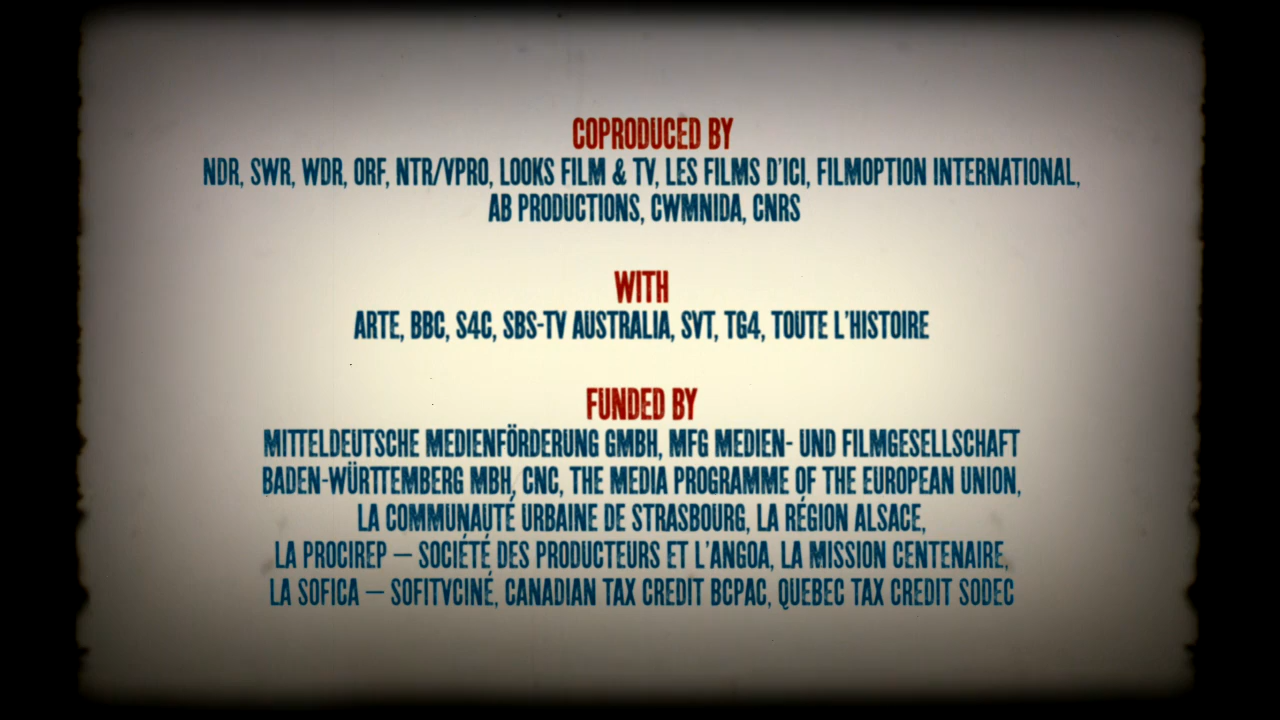 COPRODUCED BY
NDR, SWR, WDR, ORF, NTR/VPRO, LOOKS FILM & TV, LES FILMS D'ICI, FILMOPTION INTERNATIONAL,
AB PRODUCTIONS, CWMNIDA, CNRS
WITH
ARTE, BBC, S4C, SBS-TV AUSTRALIA, SVT, TG4, TOUTE L'HISTOIRE
FUNDED BY
MITTELDEUTSCHE MEDIENFÖRDERUNG GMBH, MFG MEDIEN- UND FILMGESELLSCHAFT
BADEN-WÜRTTEMBERG MBH, CNC, THE MEDIA PROGRAMME OF THE EUROPEAN UNION,
LA COMMUNAUTÉ URBAINE DE STRASBOURG, LA RÉGION ALSACE,
LA PROCIREP – SOCIÉTÉ DES PRODUCTEURS ET L'ANGOA, LA MISSION CENTENAIRE,
LA SOFICA – SOFITVCINÉ, CANADIAN TAX CREDIT BCPAC, QUEBEC TAX CREDIT SODEC